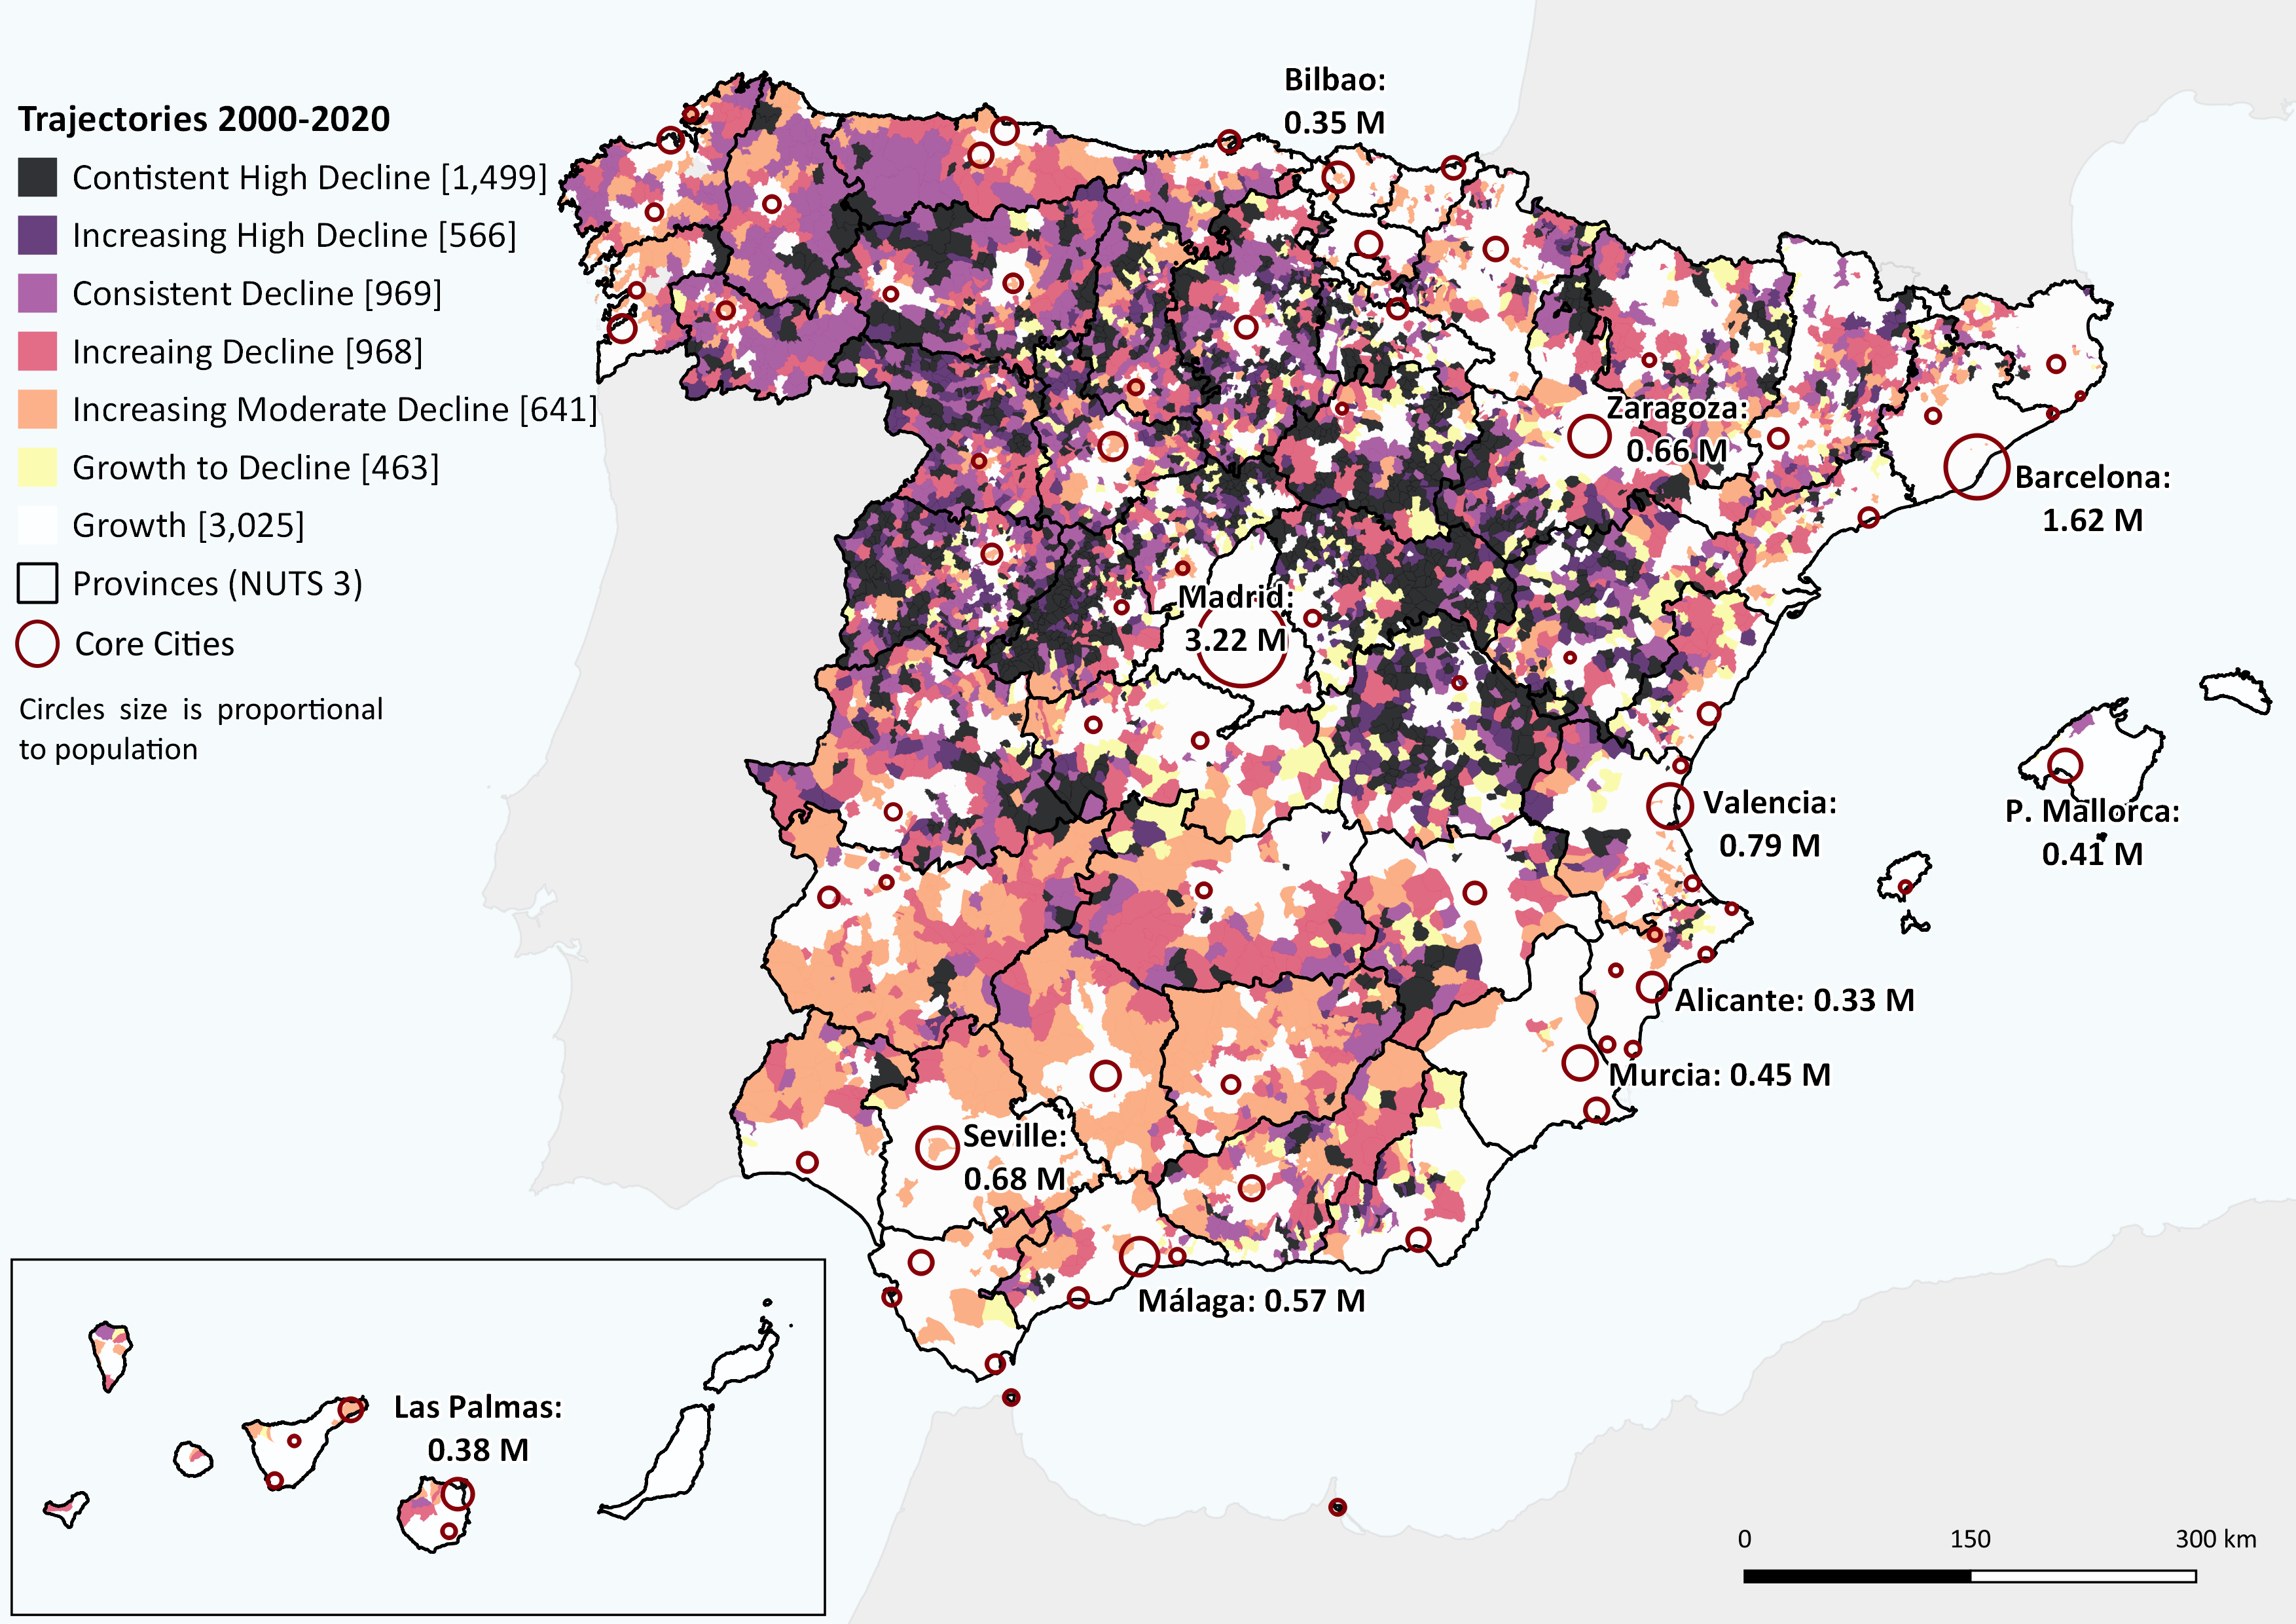 Trajectories 2000-2020
Contistent High Decline [1,499]
Increasing High Decline [566]
Consistent Decline [969]
Increaing Decline [968]
Increasing Moderate Decline [641]
Growth to Decline [463]
Growth [3,025]
Provinces (NUTS 3)
Core Cities
Circles size is proportional
to population
Bilbao:
0.35 M
Zaragoza:
0.66 M
Barcelona:
1.62 M
Madrid:
3.22 M
Valencia:
0.79 M
P. Mallorca:
0.41 M
Alicante: 0.33 M
Murcia: 0.45 M
Seville:
0.68 M
Málaga: 0.57 M
Las Palmas:
0.38 M
0 150 300 km